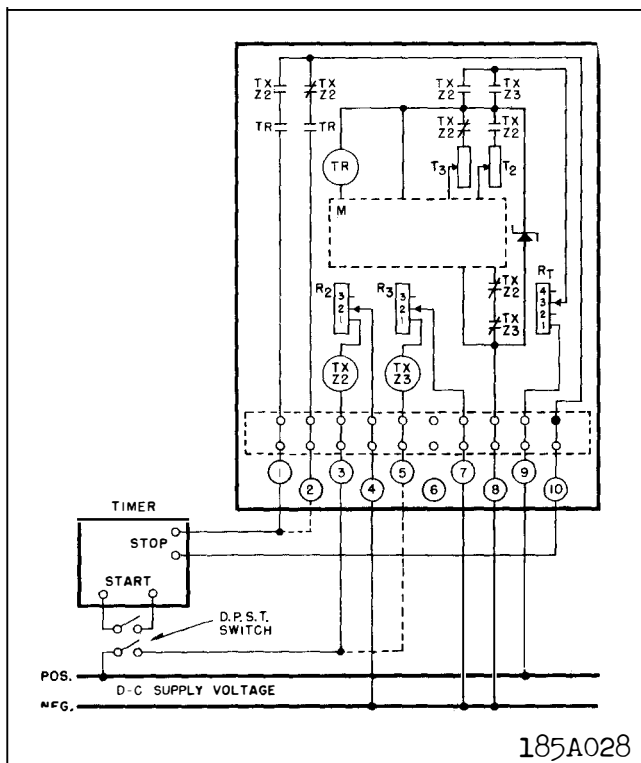 TX Z2
TX Z2
TX Z2
TX Z3
TR
TR
TX Z2
TX Z2
TR
T3
T2
M
TX Z2
TX Z3
R2
3
2
1
R3
3
2
1
RT
4
3
2
1
TX Z2
TX Z3
1
2
3
4
5
6
7
8
9
10
TIMER
STOP
START
D.P.S.T. SWITCH
POS.
D-C SUPPLY VOLTAGE
NEG.
185A028